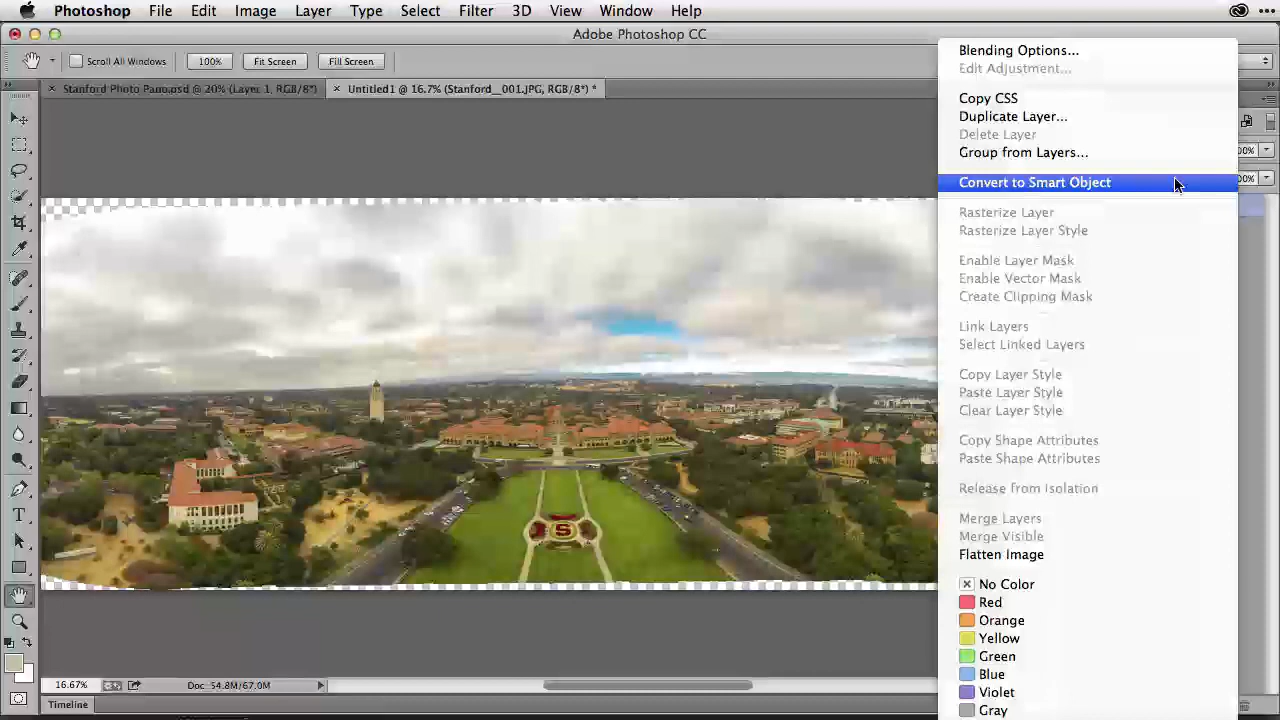 Photoshop File Edit Image Layer Type Select Filter 3D View Window Help
Adobe Photoshop CC
Scroll All Windows 100% Fit Screen Fill Screen
× Stanford Photo Pano.psd @ 20% (Layer 1, RGB/8*) × Untitled1 @ 16.7% (Stanford__001.JPG, RGB/8*) *
Blending Options...
Edit Adjustment...
Copy CSS
Duplicate Layer...
Delete Layer
Group from Layers...
Convert to Smart Object
Rasterize Layer
Rasterize Layer Style
Enable Layer Mask
Enable Vector Mask
Create Clipping Mask
Link Layers
Select Linked Layers
Copy Layer Style
Paste Layer Style
Clear Layer Style
Copy Shape Attributes
Paste Shape Attributes
Release from Isolation
Merge Layers
Merge Visible
Flatten Image
No Color
Red
Orange
Yellow
Green
Blue
Violet
Gray
00%
00%
T
S
16.67% Doc: 54.8M/67.0M
Timeline